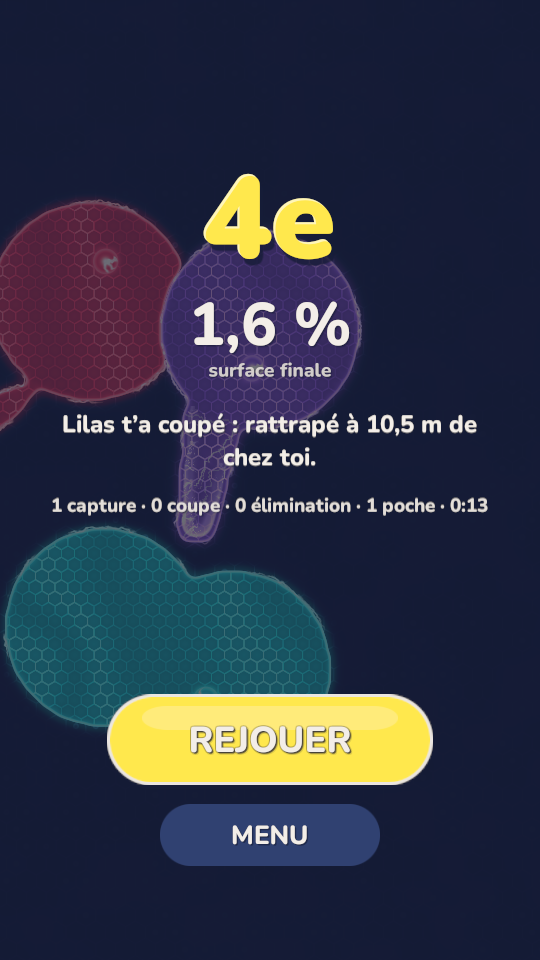 4e
1,6 %
surface finale
Lilas t’a coupé : rattrapé à 10,5 m de
chez toi.
1 capture · 0 coupe · 0 élimination · 1 poche · 0:13
REJOUER
MENU